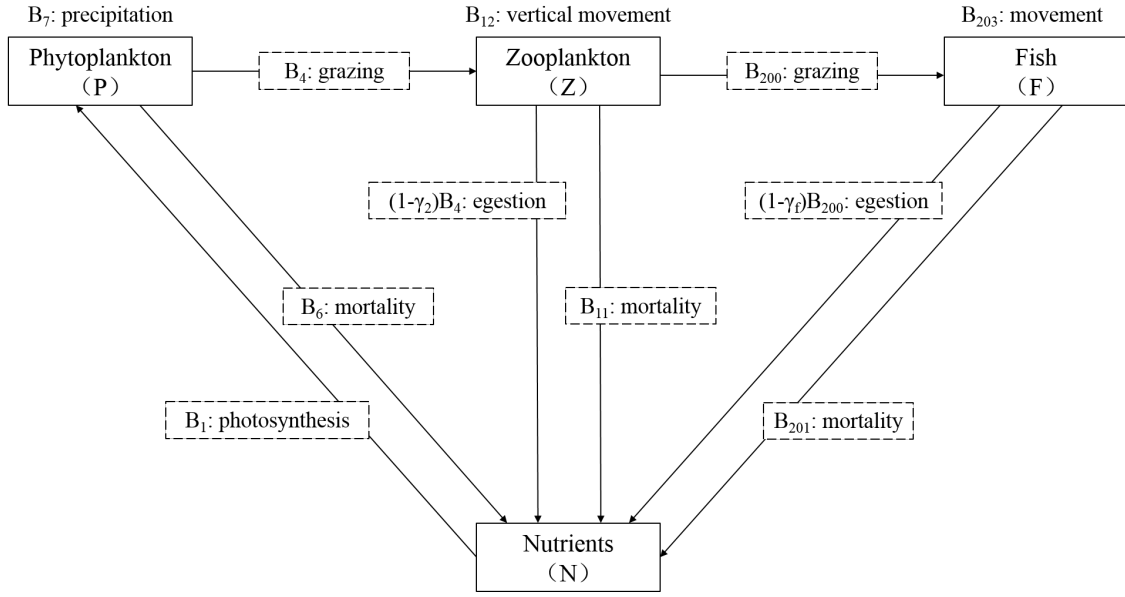 B₇: precipitation
B₁₂: vertical movement
B₂₀₃: movement
Phytoplankton
（P）
B₄: grazing
Zooplankton
（Z）
B₂₀₀: grazing
Fish
（F）
(1-γ₂)B₄: egestion
(1-γf)B₂₀₀: egestion
B₆: mortality
B₁₁: mortality
B₁: photosynthesis
B₂₀₁: mortality
Nutrients
（N）